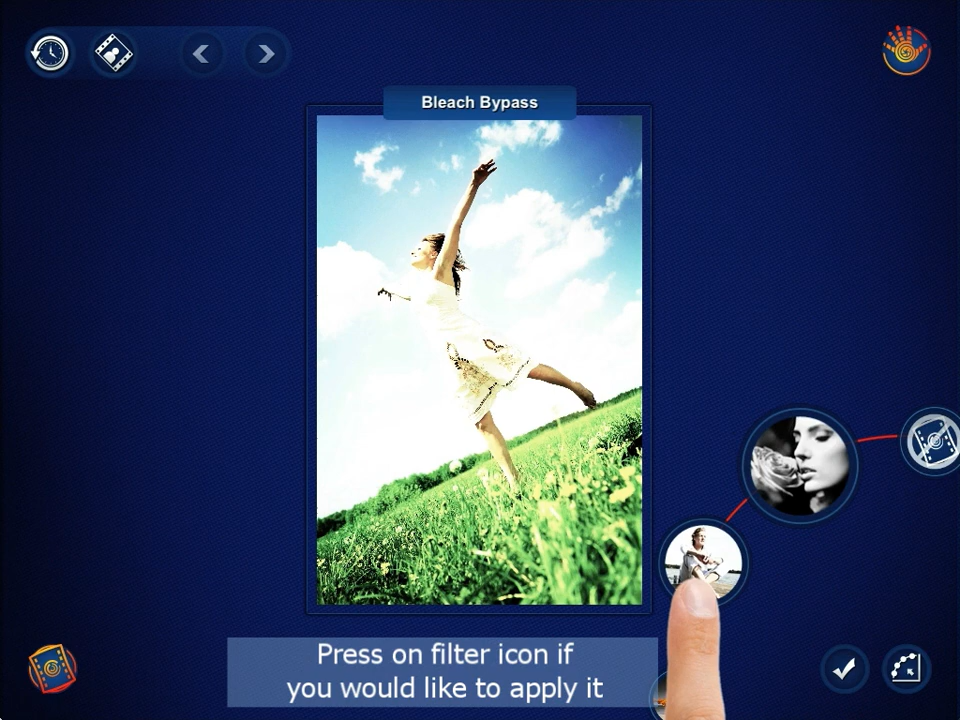 Bleach Bypass
Press on filter icon if
you would like to apply it